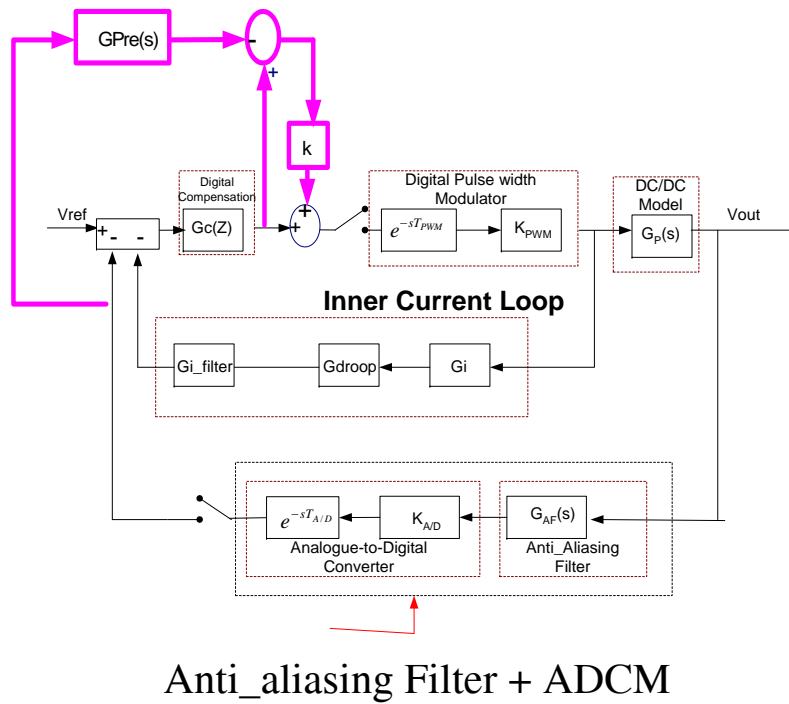 GPre(s)
-
+
k
Digital
Compensation
Digital Pulse width
Modulator
DC/DC
Model
Vref
+
-
-
Gc(Z)
+
+
e^{-sT_{PWM}}
K_{PWM}
G_P(s)
Vout
Inner Current Loop
Gi_filter
Gdroop
Gi
e^{-sT_{A/D}}
K_{A/D}
G_{AF}(s)
Analogue-to-Digital
Converter
Anti_Aliasing
Filter
Anti_aliasing Filter + ADCM